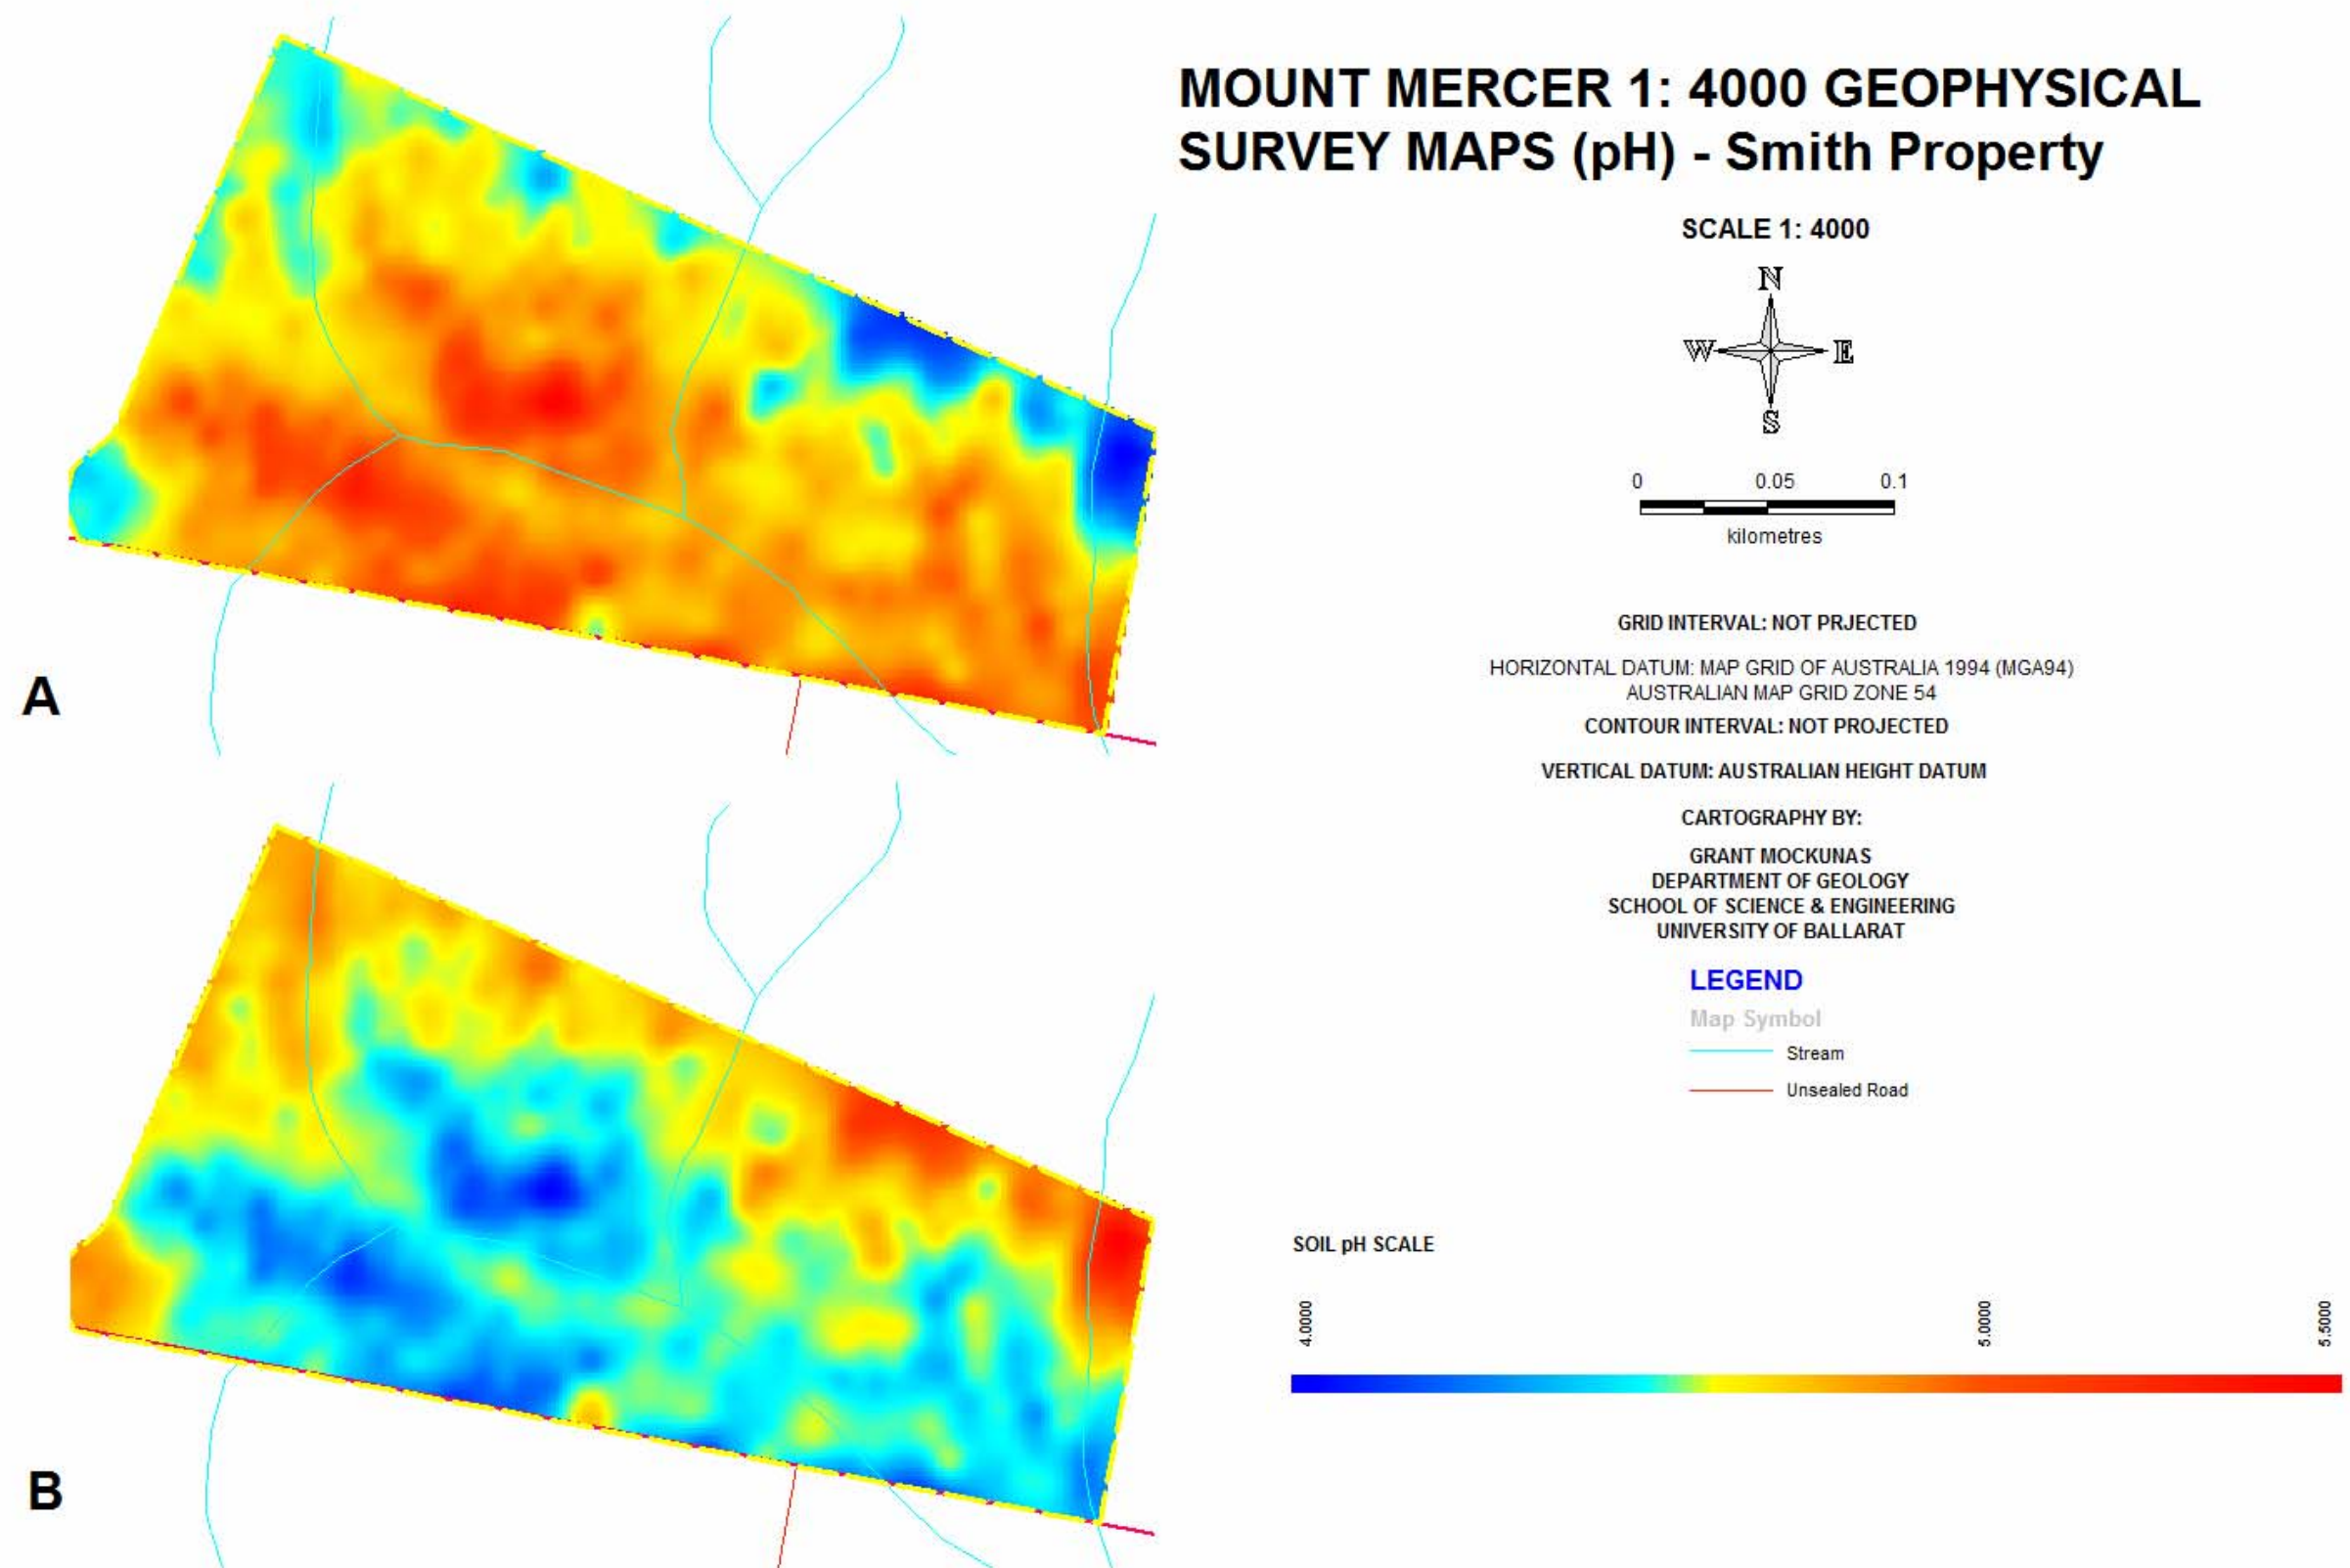 MOUNT MERCER 1: 4000 GEOPHYSICAL
SURVEY MAPS (pH) - Smith Property
SCALE 1: 4000
N
W E
S
0 0.05 0.1
kilometres
GRID INTERVAL: NOT PRJECTED
HORIZONTAL DATUM: MAP GRID OF AUSTRALIA 1994 (MGA94)
AUSTRALIAN MAP GRID ZONE 54
CONTOUR INTERVAL: NOT PROJECTED
VERTICAL DATUM: AUSTRALIAN HEIGHT DATUM
CARTOGRAPHY BY:
GRANT MOCKUNAS
DEPARTMENT OF GEOLOGY
SCHOOL OF SCIENCE & ENGINEERING
UNIVERSITY OF BALLARAT
LEGEND
Map Symbol
Stream
Unsealed Road
SOIL pH SCALE
4.0000 5.0000 5.5000
A
B